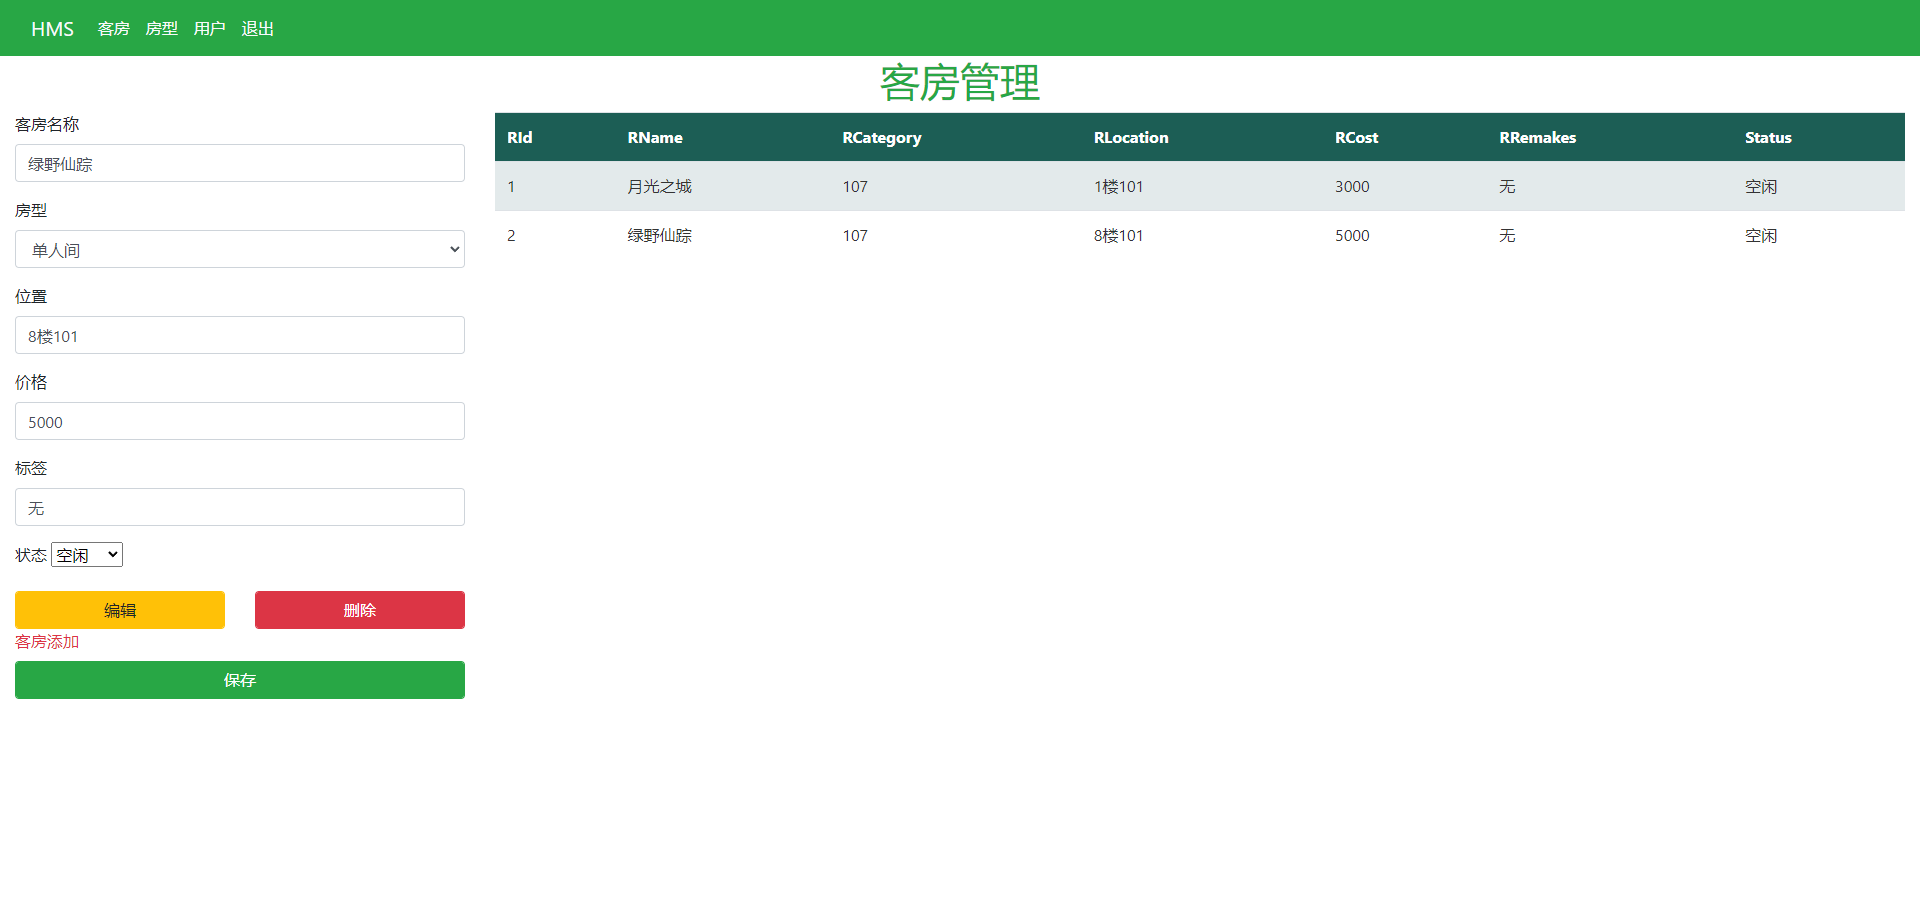 HMS 客房 房型 用户 退出
客房管理
客房名称
绿野仙踪
房型
单人间
位置
8楼101
价格
5000
标签
无
状态 空闲
编辑 删除
客房添加
保存
RId RName RCategory RLocation RCost RRemakes Status
1 月光之城 107 1楼101 3000 无 空闲
2 绿野仙踪 107 8楼101 5000 无 空闲